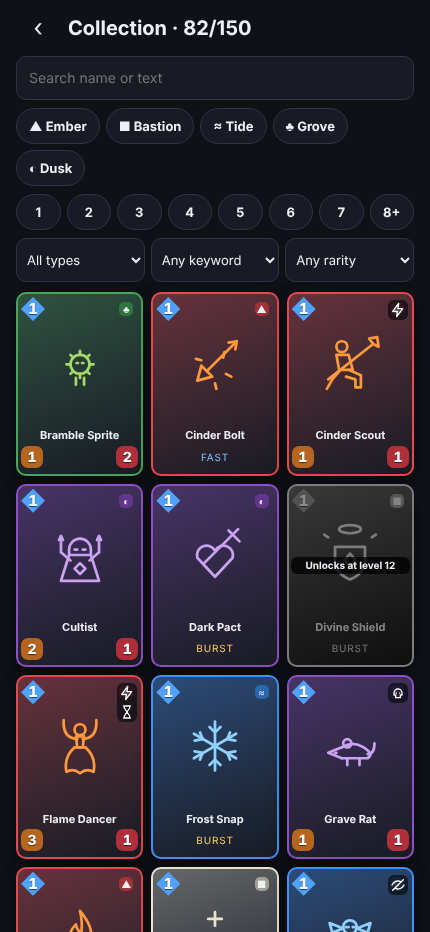 Collection · 82/150
Search name or text
Ember
Bastion
Tide
Grove
Dusk
1
2
3
4
5
6
7
8+
All types
Any keyword
Any rarity
1
Bramble Sprite
1
2
1
Cinder Bolt
FAST
1
Cinder Scout
1
1
1
Cultist
2
1
1
Dark Pact
BURST
1
Unlocks at level 12
Divine Shield
BURST
1
Flame Dancer
3
1
1
Frost Snap
BURST
1
Grave Rat
1
1
1
1
1